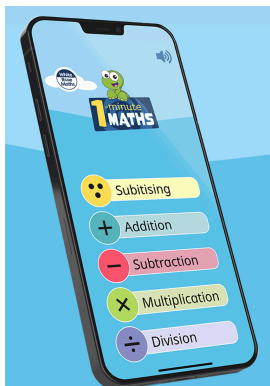 White
Rose
Maths
1-minute
MATHS
Subitising
Addition
Subtraction
Multiplication
Division